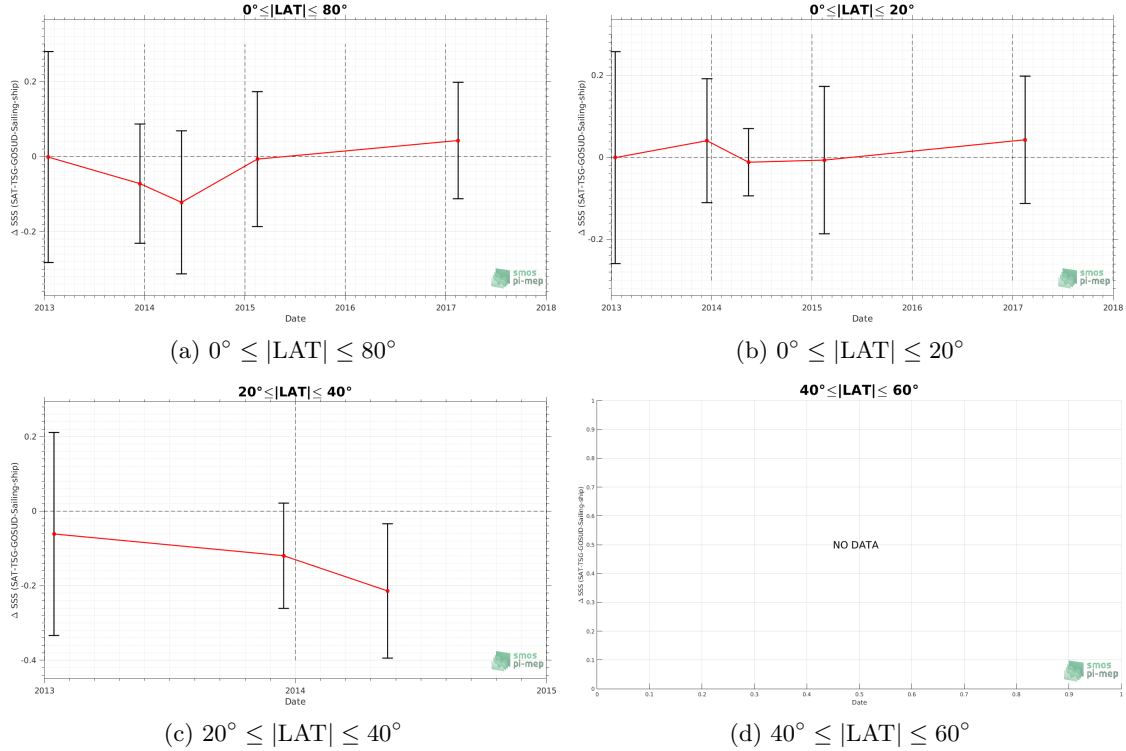 0°≤|LAT|≤ 80°
Δ SSS (SAT-TSG-GOSUD-Sailing-ship)
0.2
0
-0.2
2013 2014 2015 2016 2017 2018
Date
smos
pi-mep
(a) 0° ≤ |LAT| ≤ 80°
0°≤|LAT|≤ 20°
Δ SSS (SAT-TSG-GOSUD-Sailing-ship)
0.2
0
-0.2
2013 2014 2015 2016 2017 2018
Date
smos
pi-mep
(b) 0° ≤ |LAT| ≤ 20°
20°≤|LAT|≤ 40°
Δ SSS (SAT-TSG-GOSUD-Sailing-ship)
0.2
0
-0.2
-0.4
2013 2014 2015
Date
smos
pi-mep
(c) 20° ≤ |LAT| ≤ 40°
40°≤|LAT|≤ 60°
Δ SSS (SAT-TSG-GOSUD-Sailing-ship)
1
0.9
0.8
0.7
0.6
0.5
0.4
0.3
0.2
0.1
0
NO DATA
0 0.1 0.2 0.3 0.4 0.5 0.6 0.7 0.8 0.9 1
Date
smos
pi-mep
(d) 40° ≤ |LAT| ≤ 60°